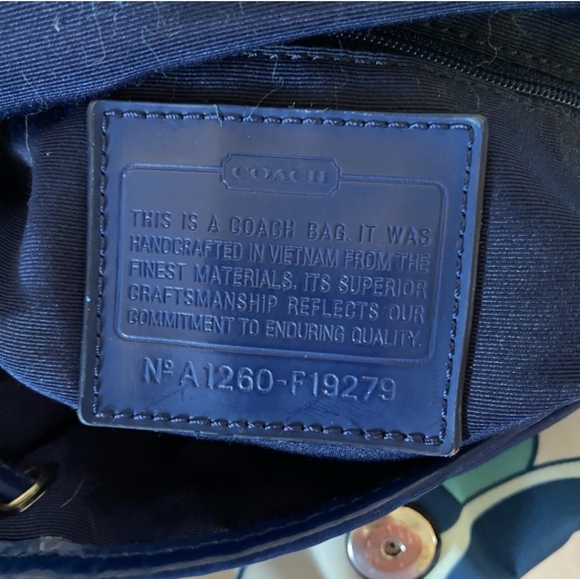 COACH
THIS IS A COACH BAG. IT WAS
HANDCRAFTED IN VIETNAM FROM THE
FINEST MATERIALS. ITS SUPERIOR
CRAFTSMANSHIP REFLECTS OUR
COMMITMENT TO ENDURING QUALITY.
Nº A1260-F19279